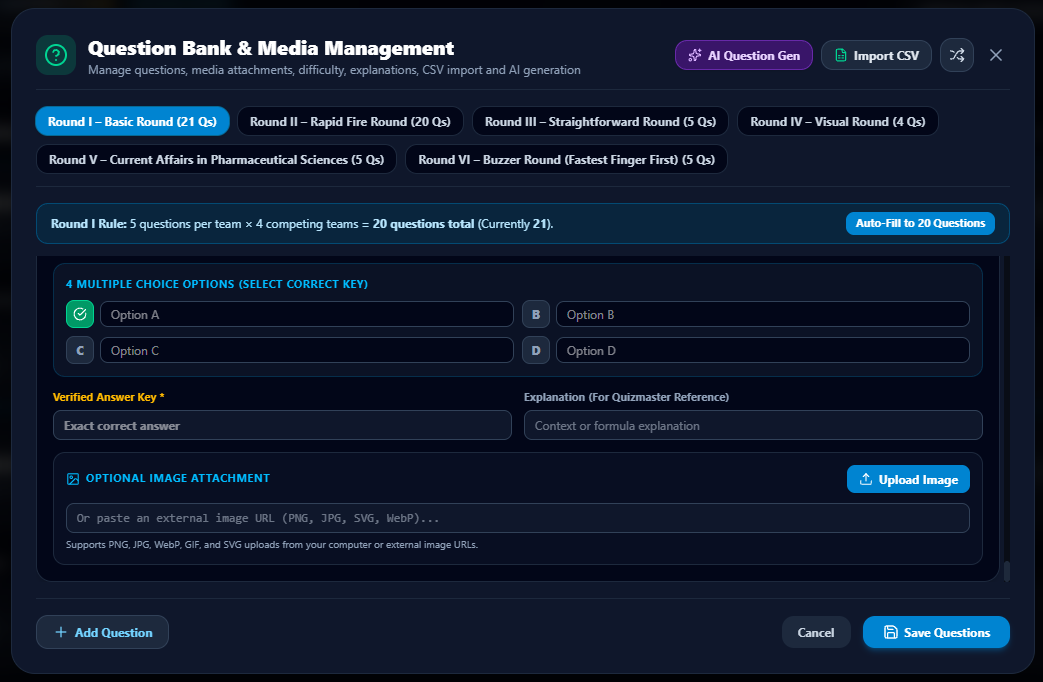 Question Bank & Media Management
Manage questions, media attachments, difficulty, explanations, CSV import and AI generation
AI Question Gen
Import CSV
Round I – Basic Round (21 Qs)
Round II – Rapid Fire Round (20 Qs)
Round III – Straightforward Round (5 Qs)
Round IV – Visual Round (4 Qs)
Round V – Current Affairs in Pharmaceutical Sciences (5 Qs)
Round VI – Buzzer Round (Fastest Finger First) (5 Qs)
Round I Rule: 5 questions per team × 4 competing teams = 20 questions total (Currently 21).
Auto-Fill to 20 Questions
4 MULTIPLE CHOICE OPTIONS (SELECT CORRECT KEY)
Option A
B
Option B
C
Option C
D
Option D
Verified Answer Key *
Explanation (For Quizmaster Reference)
Exact correct answer
Context or formula explanation
OPTIONAL IMAGE ATTACHMENT
Upload Image
Or paste an external image URL (PNG, JPG, SVG, WebP)...
Supports PNG, JPG, WebP, GIF, and SVG uploads from your computer or external image URLs.
+ Add Question
Cancel
Save Questions